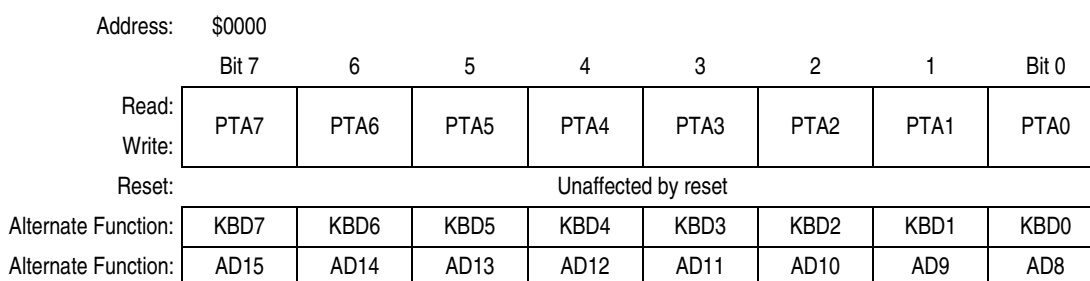 Address: $0000
Bit 7 6 5 4 3 2 1 Bit 0
Read:
PTA7 PTA6 PTA5 PTA4 PTA3 PTA2 PTA1 PTA0
Write:
Reset: Unaffected by reset
Alternate Function: KBD7 KBD6 KBD5 KBD4 KBD3 KBD2 KBD1 KBD0
Alternate Function: AD15 AD14 AD13 AD12 AD11 AD10 AD9 AD8